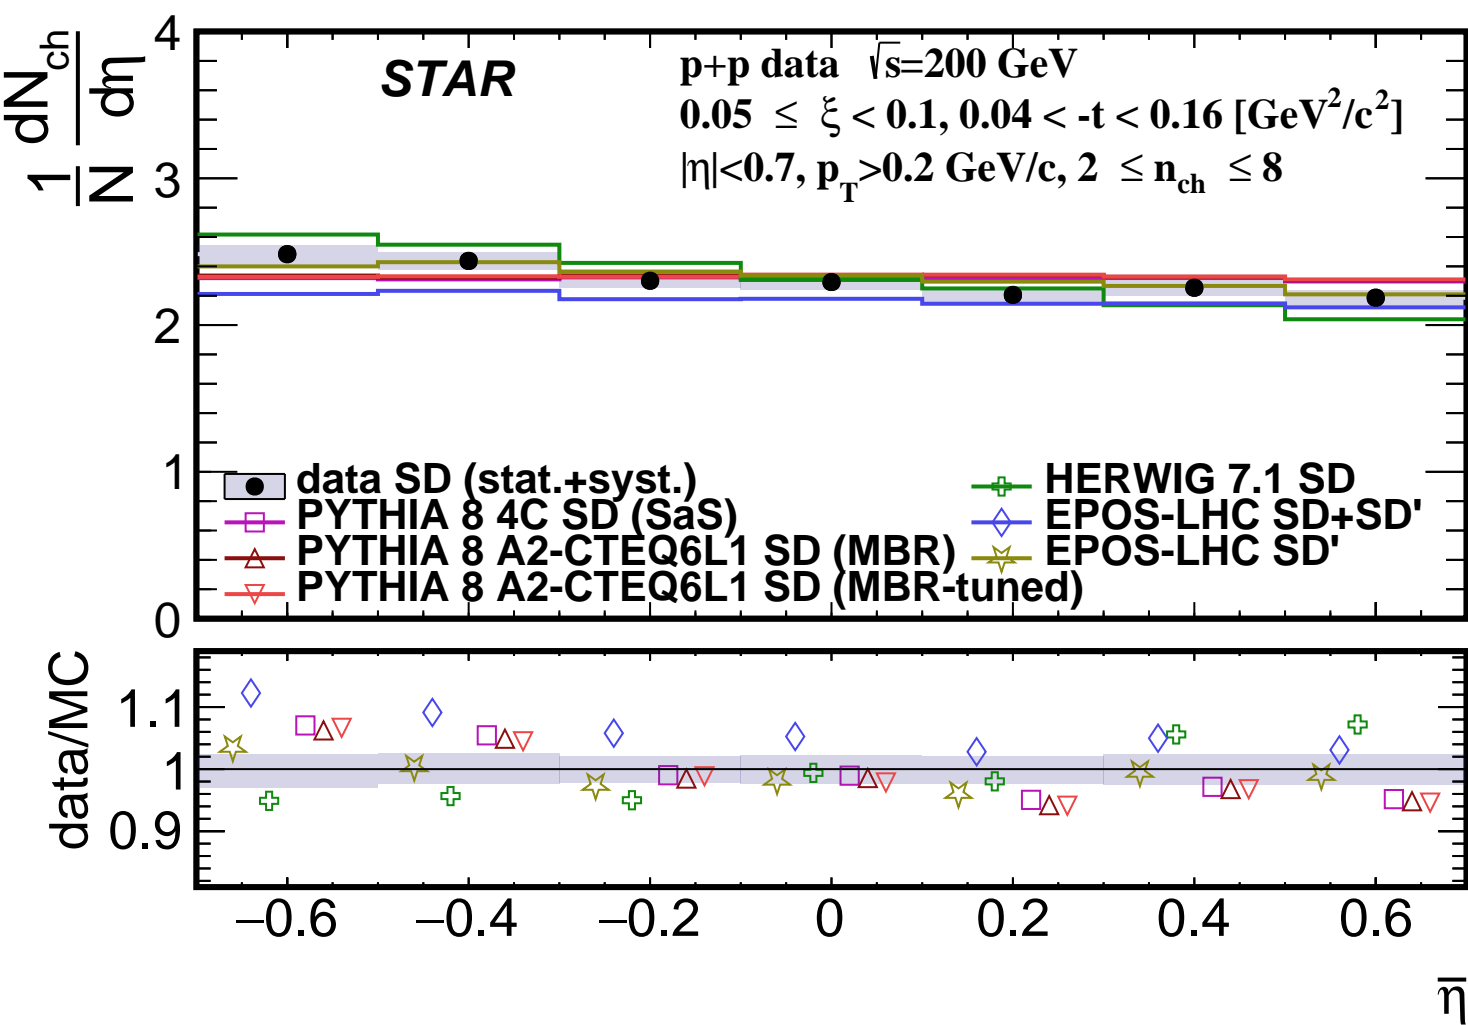 1/N dN_ch/dη
4
3
2
1
0
STAR
p+p data √s=200 GeV
0.05 ≤ ξ < 0.1, 0.04 < -t < 0.16 [GeV²/c²]
|η|<0.7, p_T>0.2 GeV/c, 2 ≤ n_ch ≤ 8
data SD (stat.+syst.)
PYTHIA 8 4C SD (SaS)
PYTHIA 8 A2-CTEQ6L1 SD (MBR)
PYTHIA 8 A2-CTEQ6L1 SD (MBR-tuned)
HERWIG 7.1 SD
EPOS-LHC SD+SD'
EPOS-LHC SD'
data/MC
1.1
1
0.9
−0.6 −0.4 −0.2 0 0.2 0.4 0.6
η̅